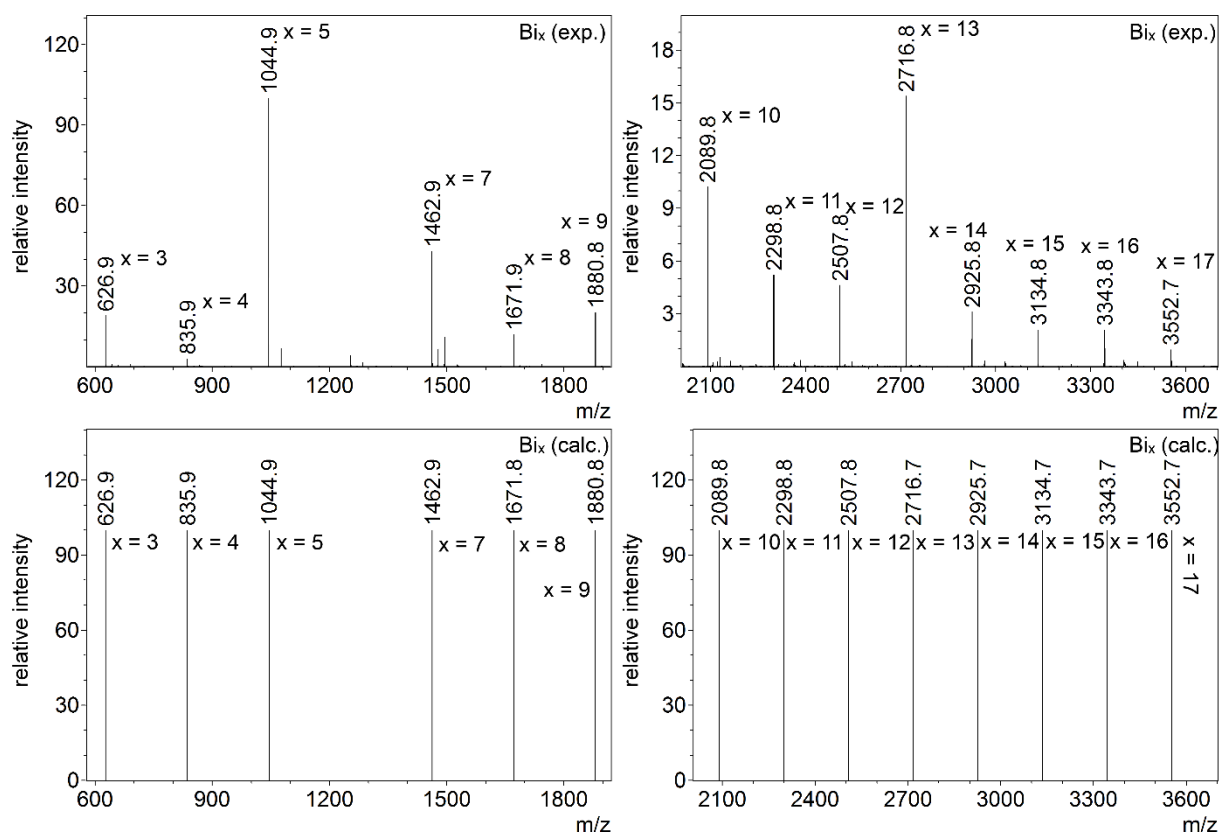 Biₓ (exp.)
relative intensity
120
90
60
30
626.9
x = 3
835.9
x = 4
1044.9
x = 5
1462.9
x = 7
1671.9
x = 8
1880.8
x = 9
600 900 1200 1500 1800
m/z
Biₓ (exp.)
relative intensity
18
15
12
9
6
3
2089.8
x = 10
2298.8
x = 11
2507.8
x = 12
2716.8
x = 13
2925.8
x = 14
3134.8
x = 15
3343.8
x = 16
3552.7
x = 17
2100 2400 2700 3000 3300 3600
m/z
Biₓ (calc.)
relative intensity
120
90
60
30
0
626.9
x = 3
835.9
x = 4
1044.9
x = 5
1462.9
x = 7
1671.8
x = 8
1880.8
x = 9
600 900 1200 1500 1800
m/z
Biₓ (calc.)
relative intensity
120
90
60
30
0
2089.8
x = 10
2298.8
x = 11
2507.8
x = 12
2716.7
x = 13
2925.7
x = 14
3134.7
x = 15
3343.7
x = 16
3552.7
x = 17
2100 2400 2700 3000 3300 3600
m/z